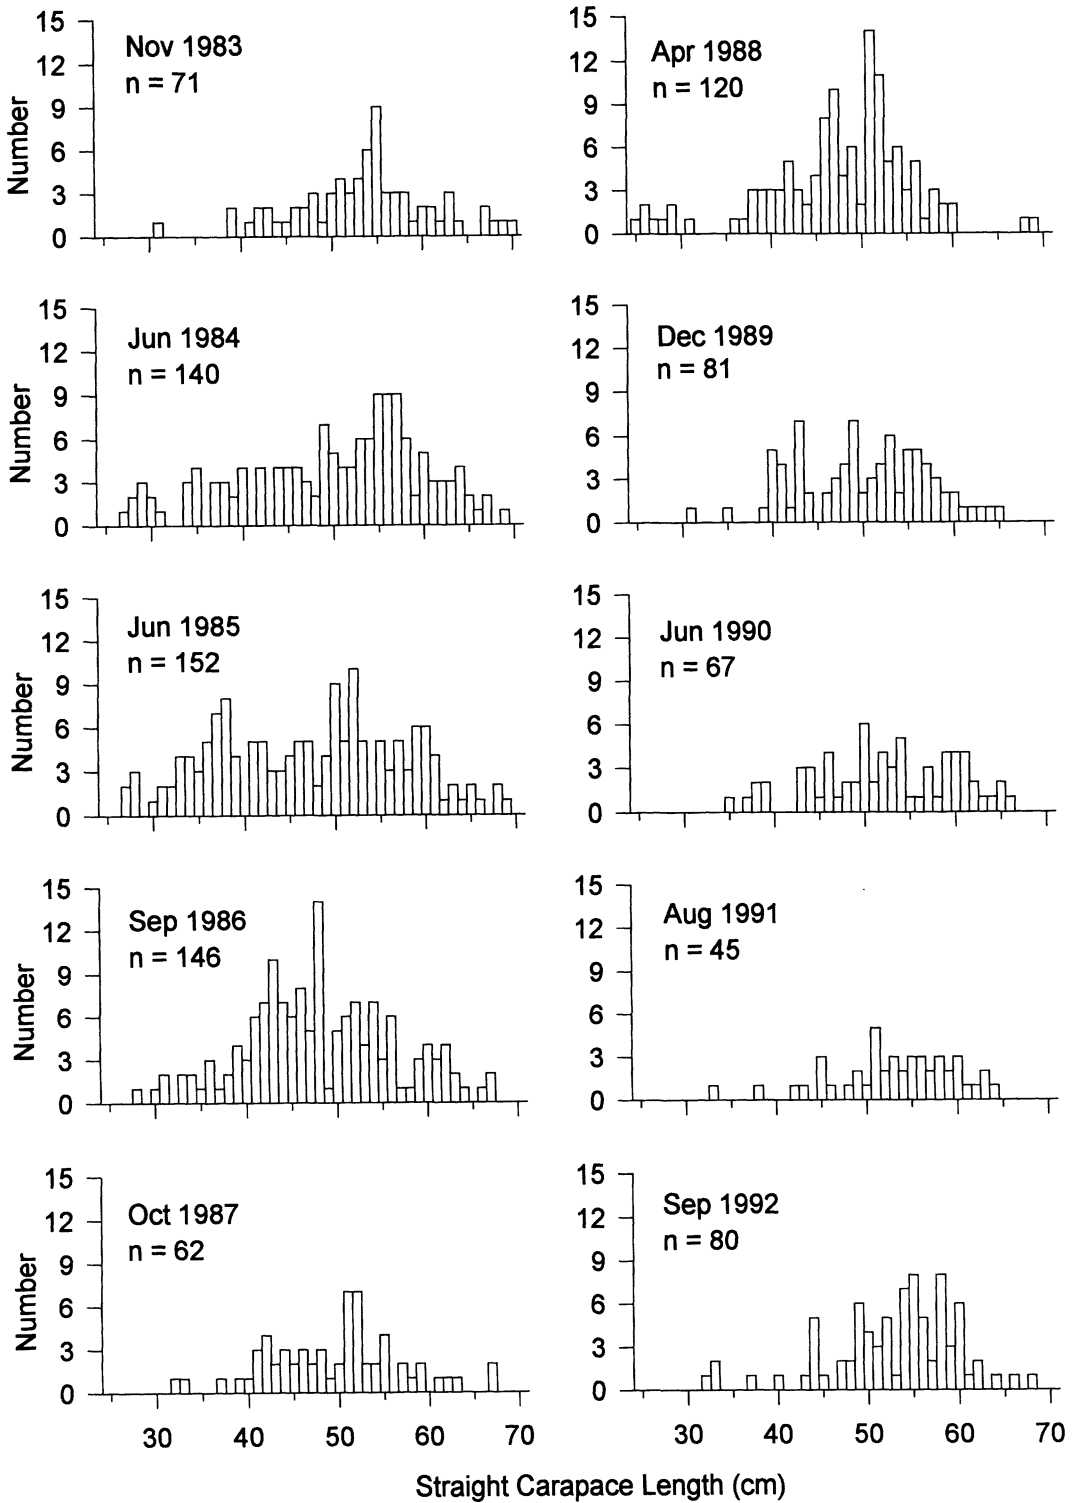 15
12
9
6
3
0
Number
Nov 1983
n = 71
15
12
9
6
3
0
Apr 1988
n = 120
15
12
9
6
3
0
Number
Jun 1984
n = 140
15
12
9
6
3
0
Dec 1989
n = 81
15
12
9
6
3
0
Number
Jun 1985
n = 152
15
12
9
6
3
0
Jun 1990
n = 67
15
12
9
6
3
0
Number
Sep 1986
n = 146
15
12
9
6
3
0
Aug 1991
n = 45
15
12
9
6
3
0
Number
Oct 1987
n = 62
30 40 50 60 70
15
12
9
6
3
0
Sep 1992
n = 80
30 40 50 60 70
Straight Carapace Length (cm)